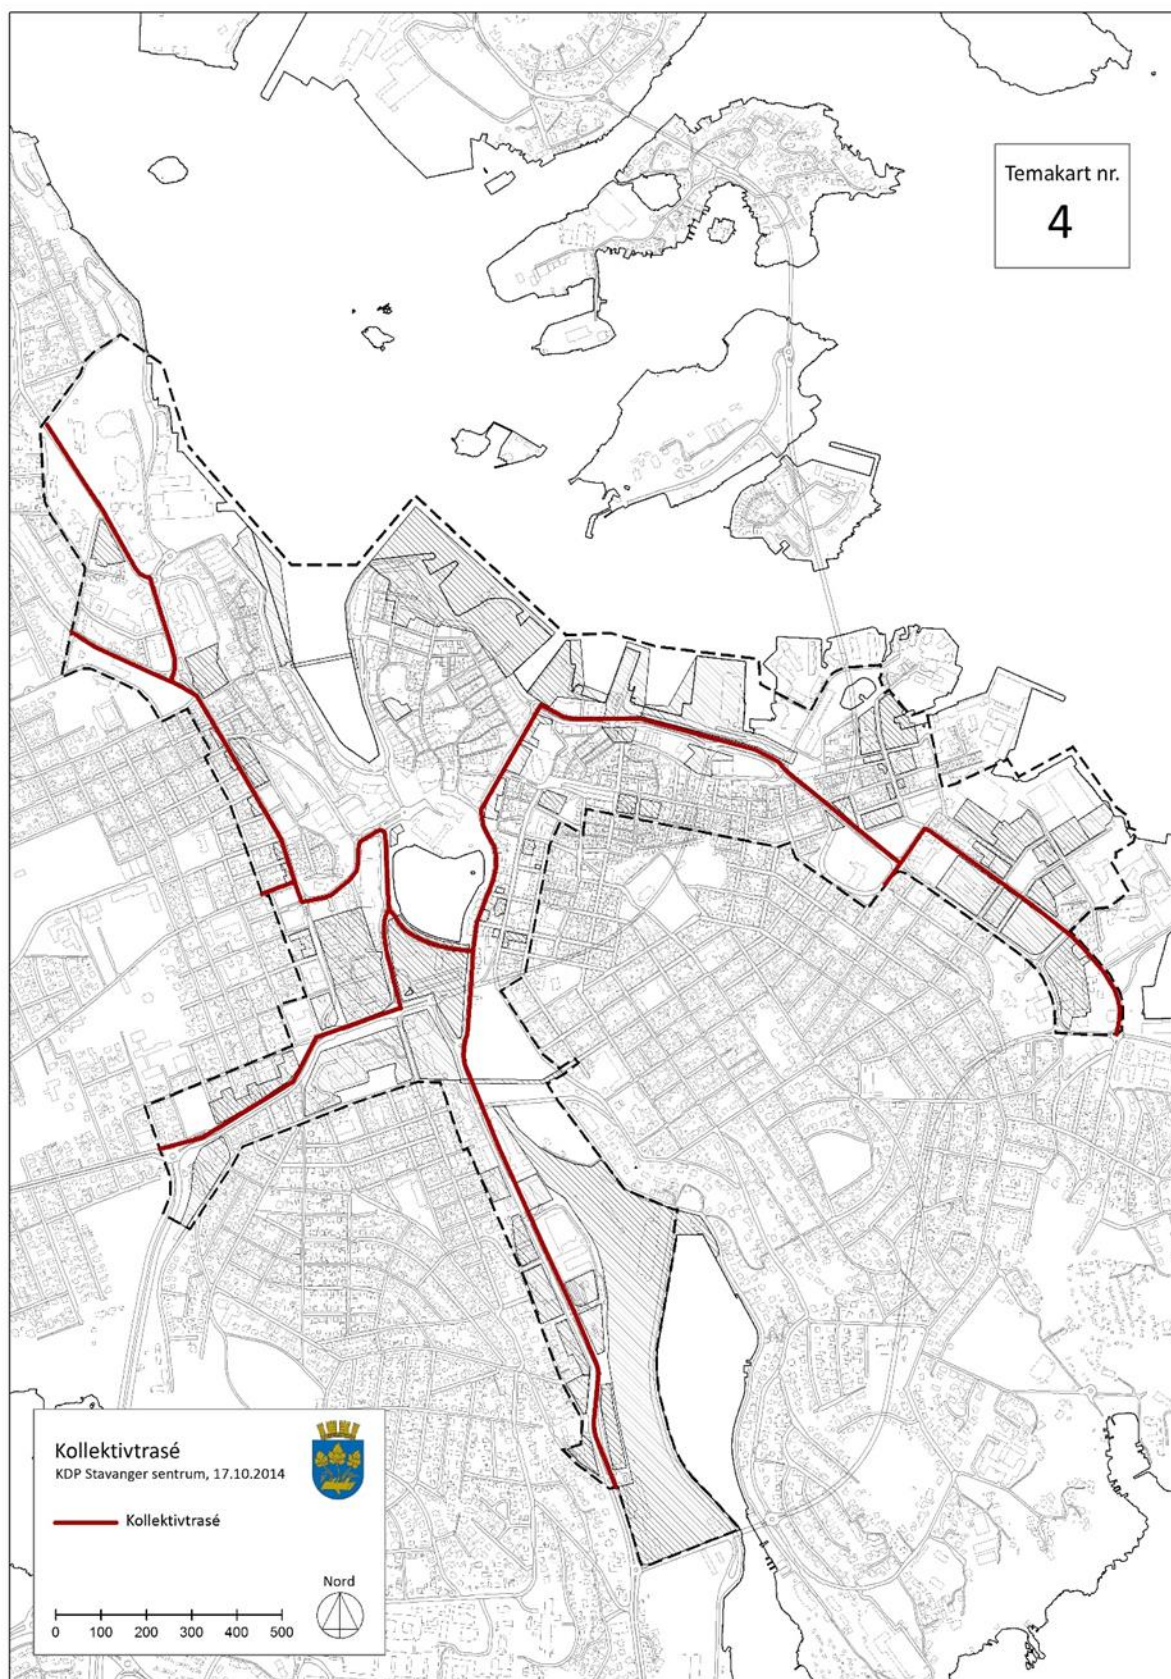 Temakart nr.
4
Kollektivtrasé
KDP Stavanger sentrum, 17.10.2014
Kollektivtrasé
Nord
0 100 200 300 400 500